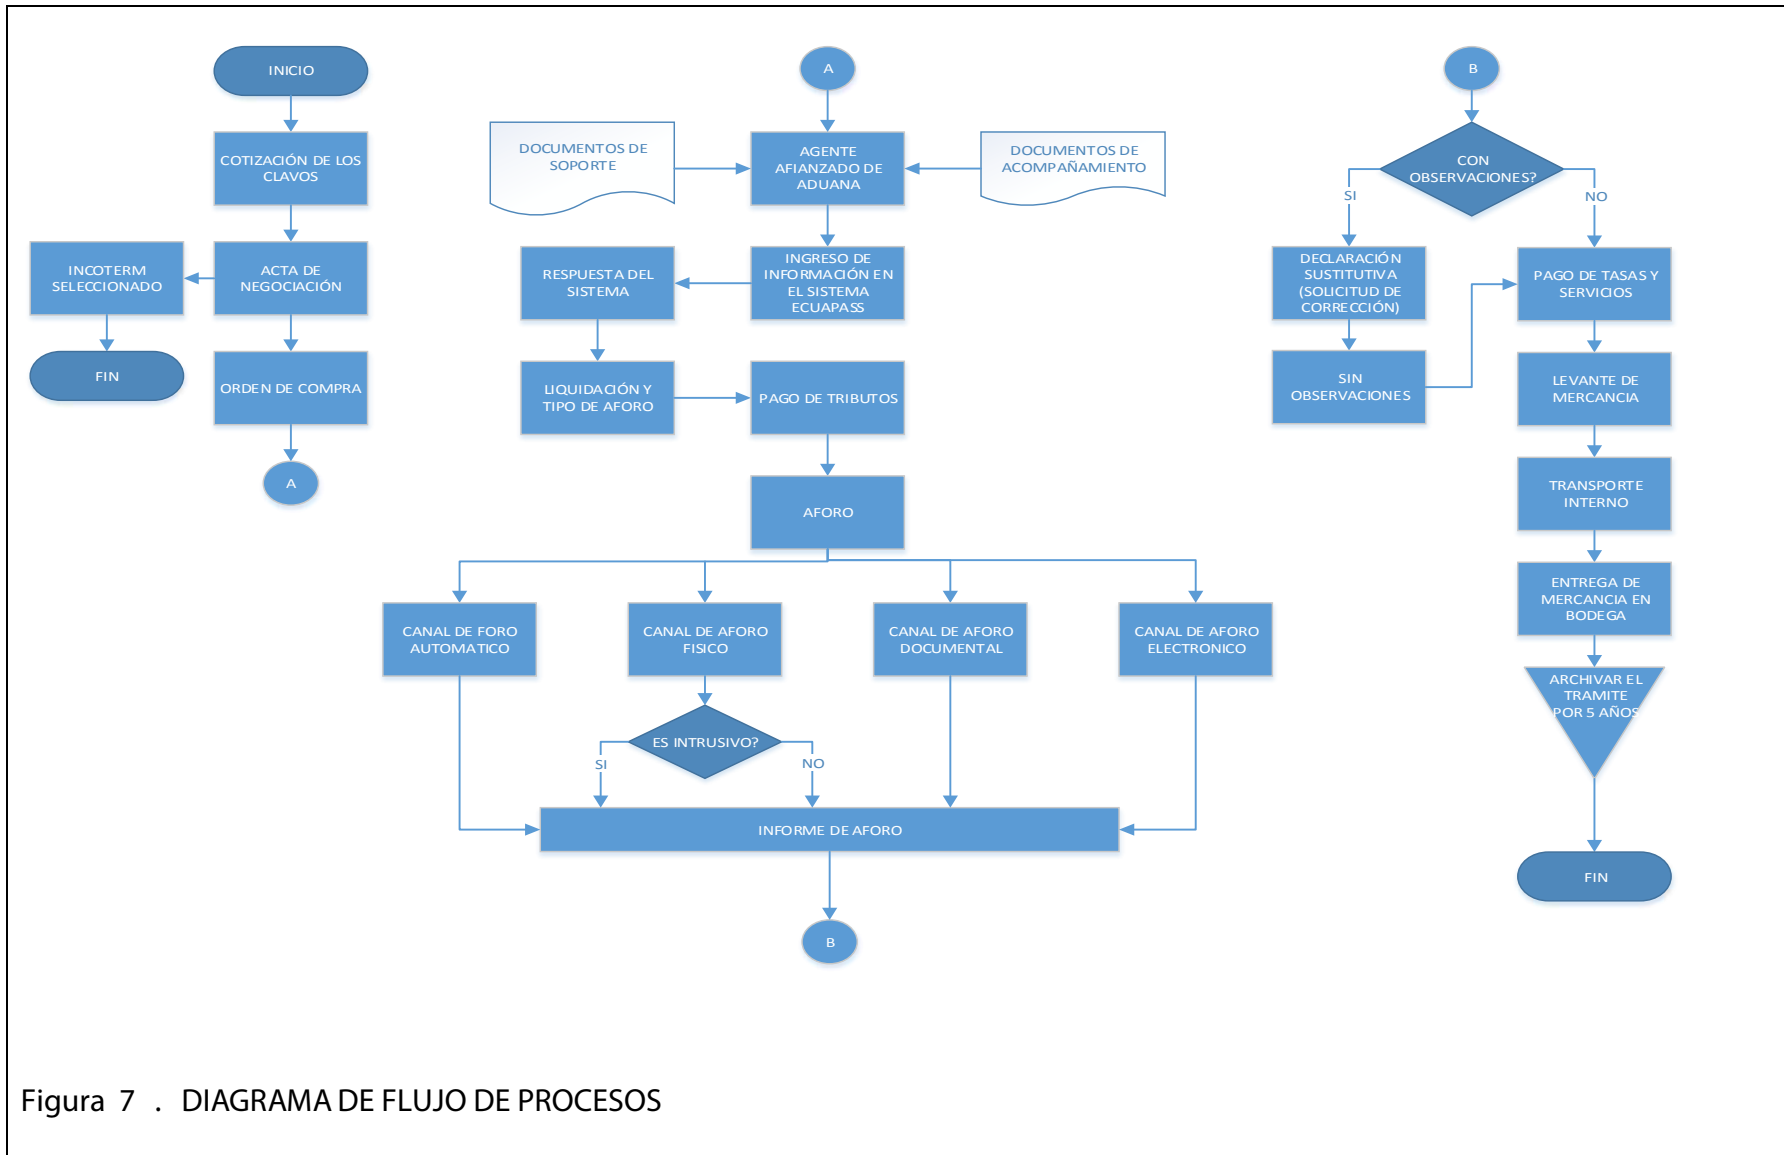 INICIO
COTIZACIÓN DE LOS
CLAVOS
ACTA DE
NEGOCIACIÓN
INCOTERM
SELECCIONADO
FIN
ORDEN DE COMPRA
A
A
DOCUMENTOS DE
SOPORTE
AGENTE
AFIANZADO DE
ADUANA
DOCUMENTOS DE
ACOMPAÑAMIENTO
INGRESO DE
INFORMACIÓN EN
EL SISTEMA
ECUAPASS
RESPUESTA DEL
SISTEMA
LIQUIDACIÓN Y
TIPO DE AFORO
PAGO DE TRIBUTOS
AFORO
CANAL DE FORO
AUTOMATICO
CANAL DE AFORO
FISICO
CANAL DE AFORO
DOCUMENTAL
CANAL DE AFORO
ELECTRONICO
ES INTRUSIVO?
SI
NO
INFORME DE AFORO
B
B
CON
OBSERVACIONES?
SI
NO
DECLARACIÓN
SUSTITUTIVA
(SOLICITUD DE
CORRECCIÓN)
SIN
OBSERVACIONES
PAGO DE TASAS Y
SERVICIOS
LEVANTE DE
MERCANCIA
TRANSPORTE
INTERNO
ENTREGA DE
MERCANCIA EN
BODEGA
ARCHIVAR EL
TRAMITE
POR 5 AÑOS
FIN
Figura 7 . DIAGRAMA DE FLUJO DE PROCESOS